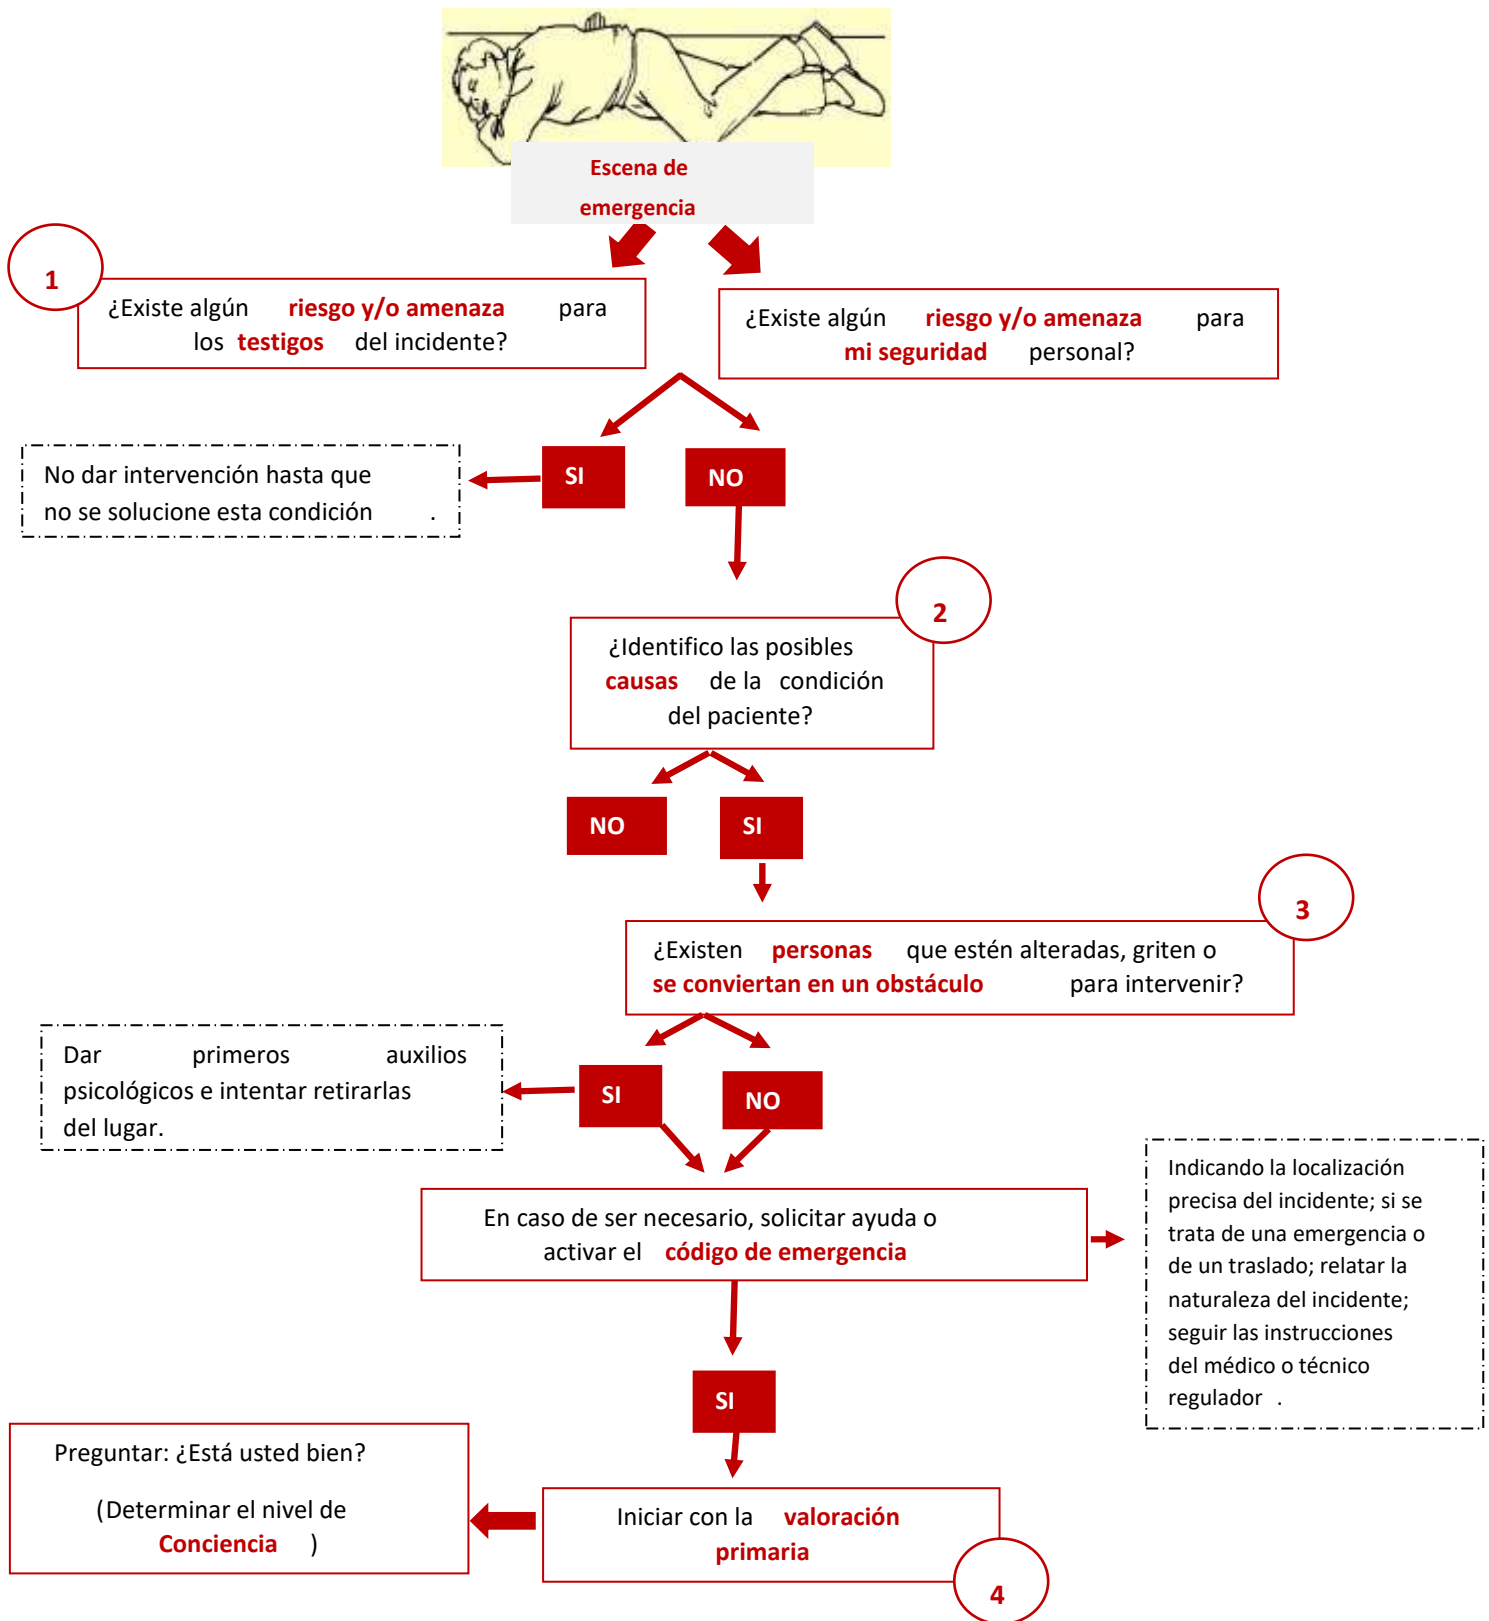 Escena de
emergencia
1
¿Existe algún riesgo y/o amenaza para
los testigos del incidente?
¿Existe algún riesgo y/o amenaza para
mi seguridad personal?
SI
NO
No dar intervención hasta que
no se solucione esta condición .
2
¿Identifico las posibles
causas de la condición
del paciente?
NO
SI
3
¿Existen personas que estén alteradas, griten o
se conviertan en un obstáculo para intervenir?
Dar primeros auxilios
psicológicos e intentar retirarlas
del lugar.
SI
NO
En caso de ser necesario, solicitar ayuda o
activar el código de emergencia
Indicando la localización
precisa del incidente; si se
trata de una emergencia o
de un traslado; relatar la
naturaleza del incidente;
seguir las instrucciones
del médico o técnico
regulador .
SI
Preguntar: ¿Está usted bien?
(Determinar el nivel de
Conciencia )
Iniciar con la valoración
primaria
4